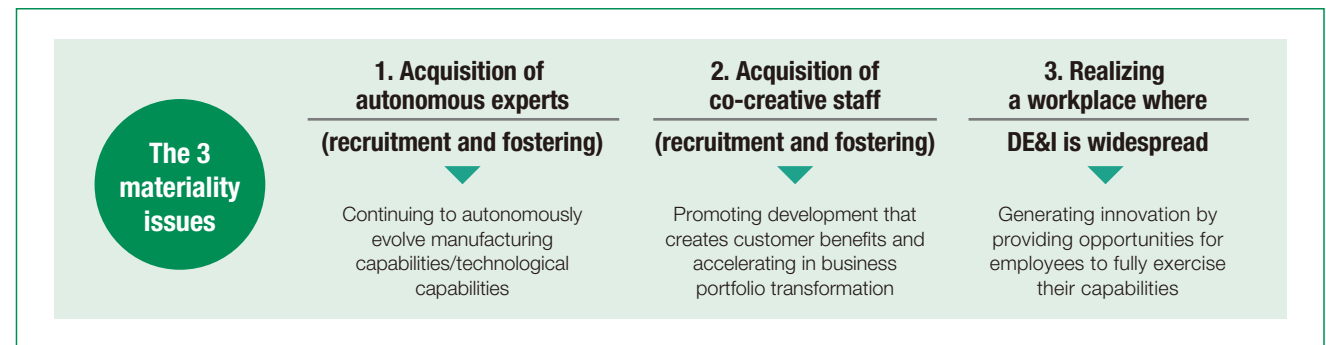 The 3
materiality
issues
1. Acquisition of
autonomous experts
(recruitment and fostering)
Continuing to autonomously
evolve manufacturing
capabilities/technological
capabilities
2. Acquisition of
co-creative staff
(recruitment and fostering)
Promoting development that
creates customer benefits and
accelerating in business
portfolio transformation
3. Realizing
a workplace where
DE&I is widespread
Generating innovation by
providing opportunities for
employees to fully exercise
their capabilities